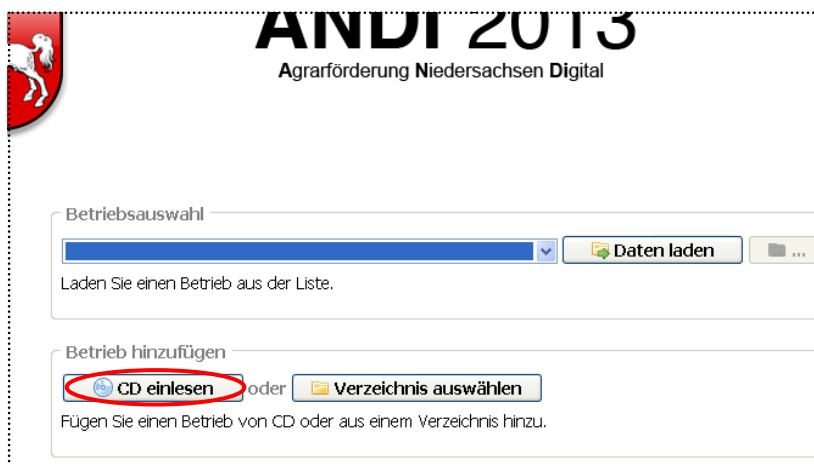 ANDI 2013
Agrarförderung Niedersachsen Digital
Betriebsauswahl
Daten laden ...
Laden Sie einen Betrieb aus der Liste.
Betrieb hinzufügen
CD einlesen oder Verzeichnis auswählen
Fügen Sie einen Betrieb von CD oder aus einem Verzeichnis hinzu.